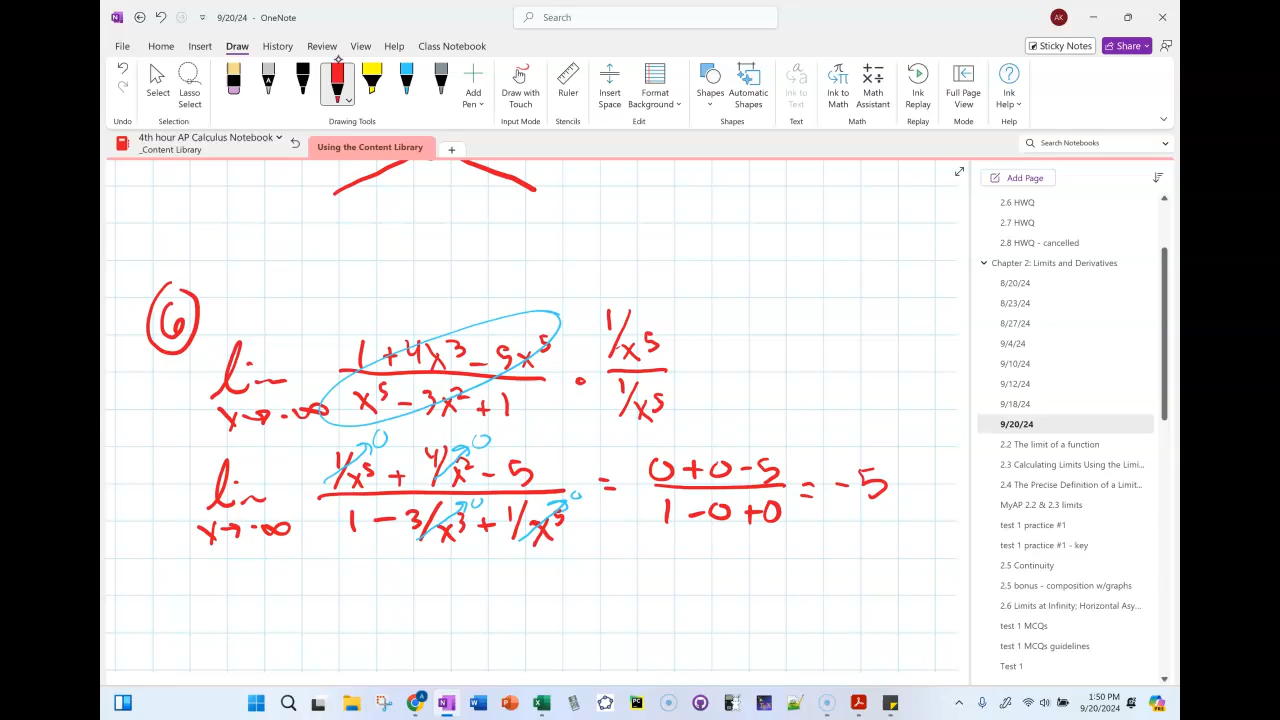 9/20/24 - OneNote
Search
AK
File Home Insert Draw History Review View Help Class Notebook
Sticky Notes Share
Undo
Select Lasso Select
Selection
Add Pen
Drawing Tools
Draw with Touch
Input Mode
Ruler
Stencils
Insert Space Format Background
Edit
Shapes Automatic Shapes
Shapes
Ink to Text
Text
Ink to Math Math Assistant
Math
Ink Replay
Replay
Full Page View
Mode
Ink Help
Help
4th hour AP Calculus Notebook
_Content Library
Using the Content Library
Search Notebooks
Add Page
2.6 HWQ
2.7 HWQ
2.8 HWQ - cancelled
Chapter 2: Limits and Derivatives
8/20/24
8/23/24
8/27/24
9/4/24
9/10/24
9/12/24
9/18/24
9/20/24
2.2 The limit of a function
2.3 Calculating Limits Using the Limi...
2.4 The Precise Definition of a Limit...
MyAP 2.2 & 2.3 limits
test 1 practice #1
test 1 practice #1 - key
2.5 Continuity
2.5 bonus - composition w/graphs
2.6 Limits at Infinity; Horizontal Asy...
test 1 MCQs
test 1 MCQs guidelines
Test 1
6
lim x→-∞ (1 + 4x³ - 5x⁵)/(x⁵ - 3x² + 1) · (1/x⁵)/(1/x⁵)
0 0
lim x→-∞ (1/x⁵ + 4/x² - 5)/(1 - 3/x³ + 1/x⁵) = (0 + 0 - 5)/(1 - 0 + 0) = -5
0 0
1:50 PM
9/20/2024